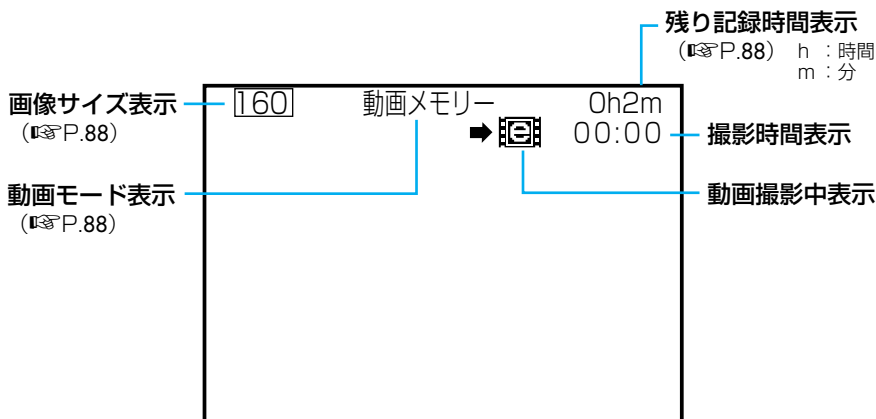 残り記録時間表示
（☞P.88） h ：時間
m ：分
画像サイズ表示
（☞P.88）
160 動画メモリー 0h2m
00:00
撮影時間表示
動画モード表示
（☞P.88）
動画撮影中表示